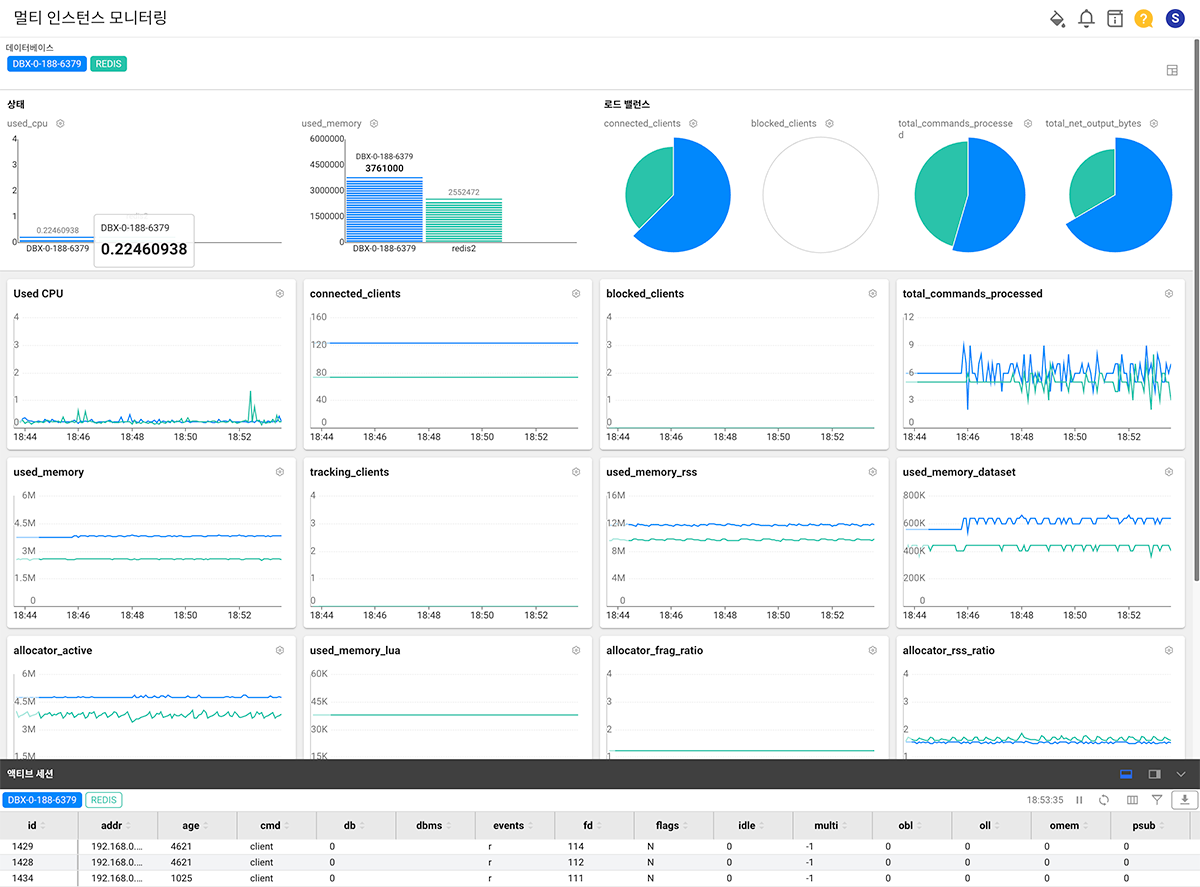 멀티 인스턴스 모니터링
?
S
데이터베이스
DBX-0-188-6379 REDIS
상태
로드 밸런스
used_cpu
4
3
2
1
0
0.22460938
DBX-0-188-6379
DBX-0-188-6379
0.22460938
used_memory
6000000
4500000
3000000
1500000
0
DBX-0-188-6379
3761000
2552472
DBX-0-188-6379 redis2
connected_clients
blocked_clients
total_commands_processe
d
total_net_output_bytes
Used CPU
4
3
2
1
0
18:44 18:46 18:48 18:50 18:52
connected_clients
160
120
80
40
0
18:44 18:46 18:48 18:50 18:52
blocked_clients
4
3
2
1
0
18:44 18:46 18:48 18:50 18:52
total_commands_processed
12
9
6
3
0
18:44 18:46 18:48 18:50 18:52
used_memory
6M
4.5M
3M
1.5M
0
18:44 18:46 18:48 18:50 18:52
tracking_clients
4
3
2
1
0
18:44 18:46 18:48 18:50 18:52
used_memory_rss
16M
12M
8M
4M
0
18:44 18:46 18:48 18:50 18:52
used_memory_dataset
800K
600K
400K
200K
0
18:44 18:46 18:48 18:50 18:52
allocator_active
6M
4.5M
3M
1.5M
used_memory_lua
60K
45K
30K
15K
allocator_frag_ratio
4
3
2
1
allocator_rss_ratio
4
3
2
1
액티브 세션
DBX-0-188-6379 REDIS
18:53:35
id addr age cmd db dbms events fd flags idle multi obl oll omem psub
1429 192.168.0.... 4621 client 0 r 114 N 0 -1 0 0 0 0
1428 192.168.0.... 4621 client 0 r 112 N 0 -1 0 0 0 0
1434 192.168.0.... 1025 client 0 r 111 N 0 -1 0 0 0 0